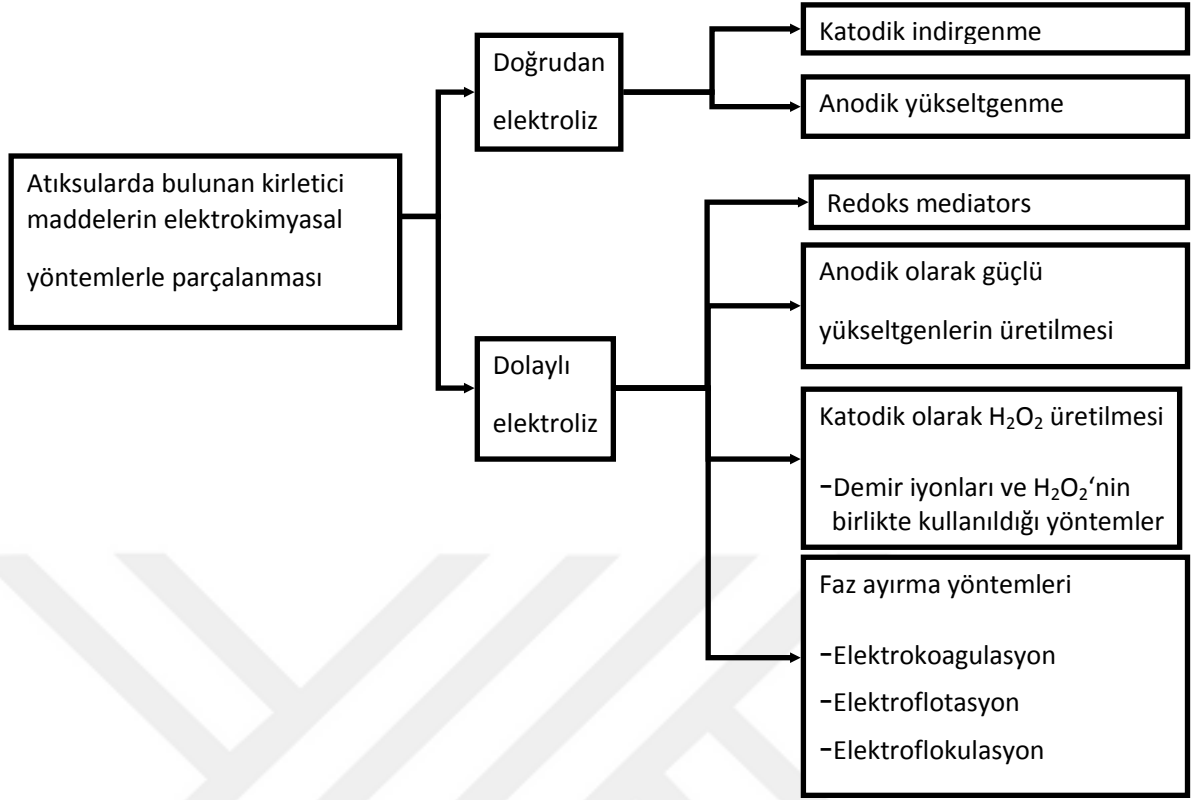 Atıksularda bulunan kirletici
maddelerin elektrokimyasal
yöntemlerle parçalanması
Doğrudan
elektroliz
Katodik indirgenme
Anodik yükseltgenme
Dolaylı
elektroliz
Redoks mediators
Anodik olarak güçlü
yükseltgenlerin üretilmesi
Katodik olarak H₂O₂ üretilmesi
-Demir iyonları ve H₂O₂‘nin
birlikte kullanıldığı yöntemler
Faz ayırma yöntemleri
-Elektrokoagulasyon
-Elektroflotasyon
-Elektroflokulasyon